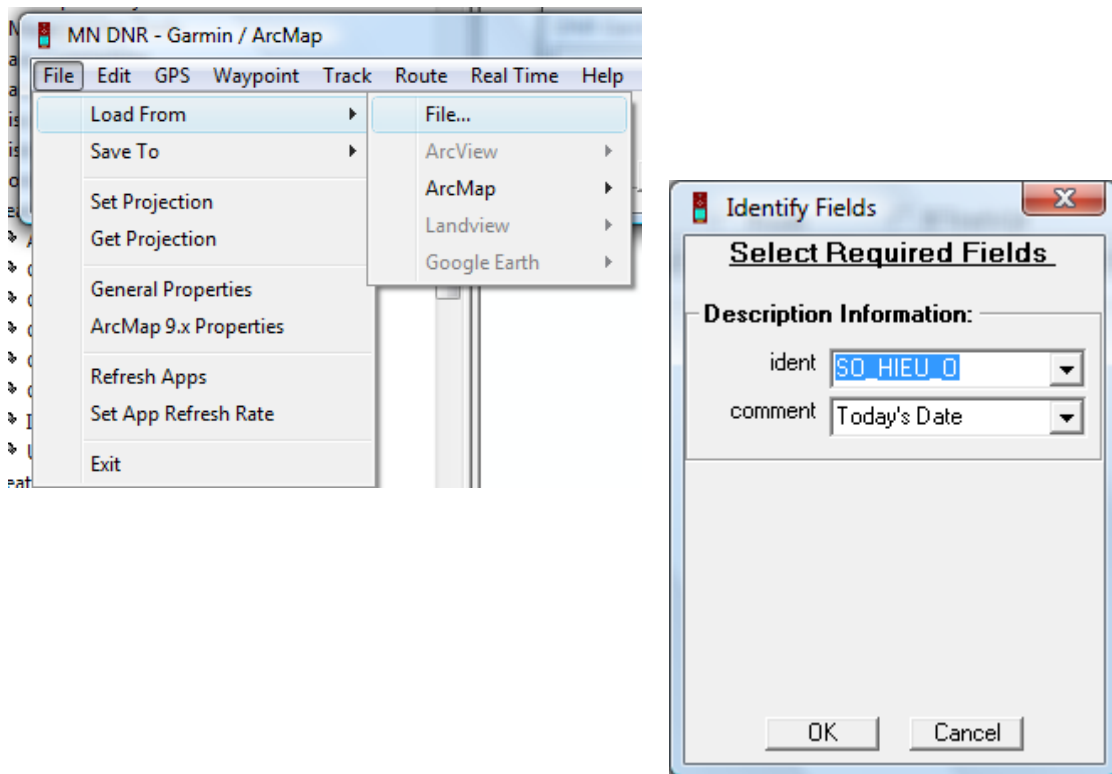 MN DNR - Garmin / ArcMap
File Edit GPS Waypoint Track Route Real Time Help
Load From
Save To
Set Projection
Get Projection
General Properties
ArcMap 9.x Properties
Refresh Apps
Set App Refresh Rate
Exit
File...
ArcView
ArcMap
Landview
Google Earth
Identify Fields
Select Required Fields
Description Information:
ident SO_HIEU_O
comment Today's Date
OK Cancel